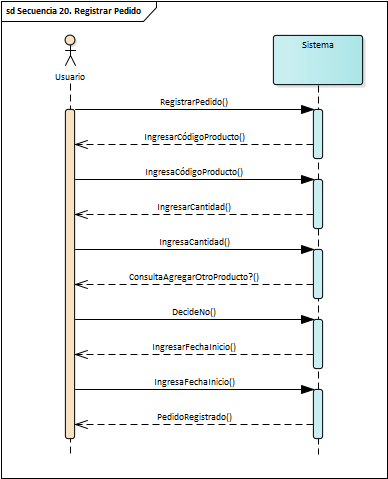 sd Secuencia 20. Registrar Pedido
Usuario
Sistema
RegistrarPedido()
IngresarCódigoProducto()
IngresaCódigoProducto()
IngresarCantidad()
IngresaCantidad()
ConsultaAgregarOtroProducto?()
DecideNo()
IngresarFechaInicio()
IngresaFechaInicio()
PedidoRegistrado()